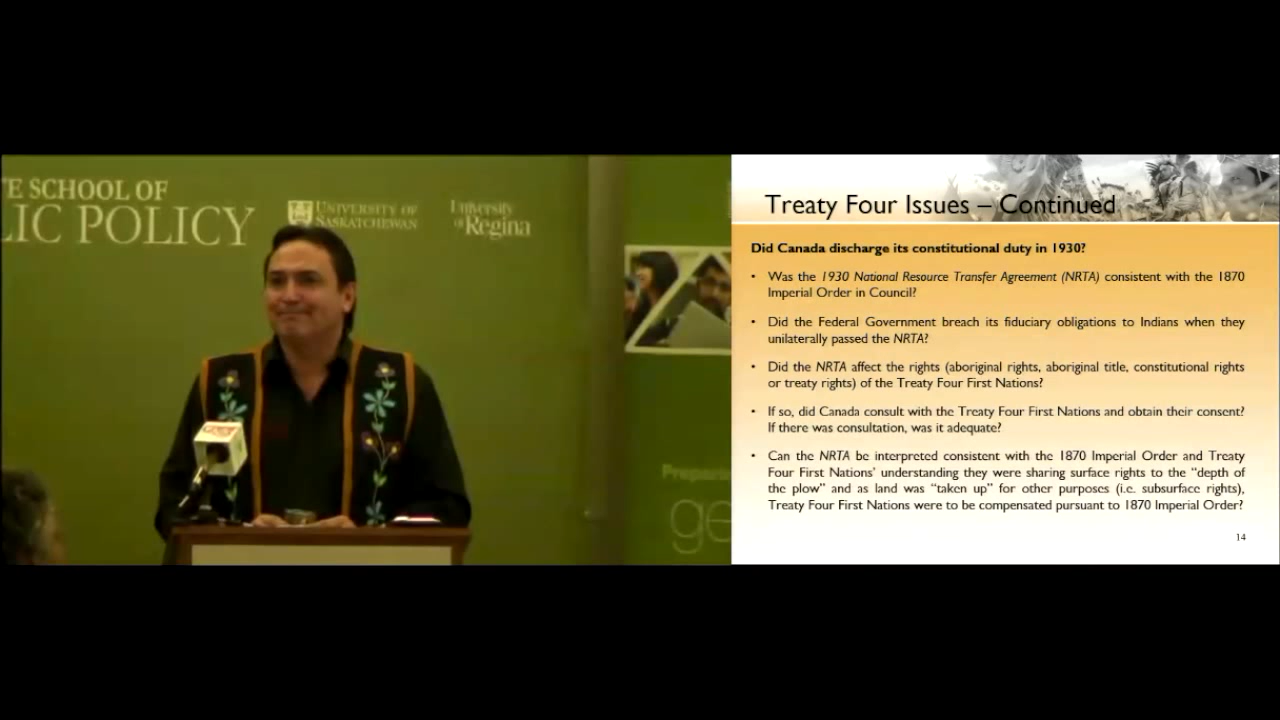 E SCHOOL OF
LIC POLICY
UNIVERSITY OF
SASKATCHEWAN
University
of Regina
Treaty Four Issues – Continued
Did Canada discharge its constitutional duty in 1930?
• Was the 1930 National Resource Transfer Agreement (NRTA) consistent with the 1870
Imperial Order in Council?
• Did the Federal Government breach its fiduciary obligations to Indians when they
unilaterally passed the NRTA?
• Did the NRTA affect the rights (aboriginal rights, aboriginal title, constitutional rights
or treaty rights) of the Treaty Four First Nations?
• If so, did Canada consult with the Treaty Four First Nations and obtain their consent?
If there was consultation, was it adequate?
• Can the NRTA be interpreted consistent with the 1870 Imperial Order and Treaty
Four First Nations’ understanding they were sharing surface rights to the “depth of
the plow” and as land was “taken up” for other purposes (i.e. subsurface rights),
Treaty Four First Nations were to be compensated pursuant to 1870 Imperial Order?
14
Prepari
ge